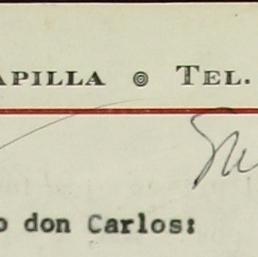 APILLA ◎ TEL.
o don Carlos: